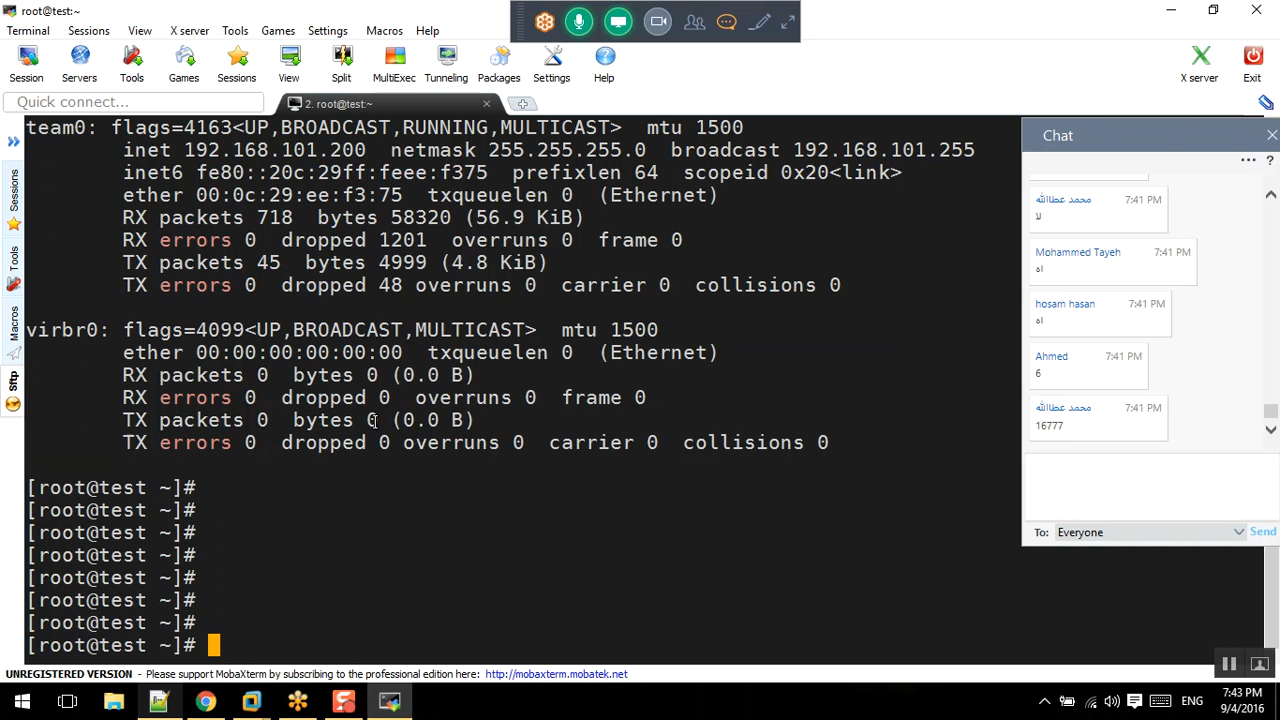 root@test:~
Terminal Sessions View X server Tools Games Settings Macros Help
Session Servers Tools Games Sessions View Split MultiExec Tunneling Packages Settings Help X server Exit
Quick connect...
2. root@test:~
team0: flags=4163<UP,BROADCAST,RUNNING,MULTICAST> mtu 1500
inet 192.168.101.200 netmask 255.255.255.0 broadcast 192.168.101.255
inet6 fe80::20c:29ff:feee:f375 prefixlen 64 scopeid 0x20<link>
ether 00:0c:29:ee:f3:75 txqueuelen 0 (Ethernet)
RX packets 718 bytes 58320 (56.9 KiB)
RX errors 0 dropped 1201 overruns 0 frame 0
TX packets 45 bytes 4999 (4.8 KiB)
TX errors 0 dropped 48 overruns 0 carrier 0 collisions 0
virbr0: flags=4099<UP,BROADCAST,MULTICAST> mtu 1500
ether 00:00:00:00:00:00 txqueuelen 0 (Ethernet)
RX packets 0 bytes 0 (0.0 B)
RX errors 0 dropped 0 overruns 0 frame 0
TX packets 0 bytes 0 (0.0 B)
TX errors 0 dropped 0 overruns 0 carrier 0 collisions 0
[root@test ~]#
[root@test ~]#
[root@test ~]#
[root@test ~]#
[root@test ~]#
[root@test ~]#
[root@test ~]#
[root@test ~]#
Sessions
Tools
Macros
Sftp
Chat
محمد عطاالله 7:41 PM
لا
Mohammed Tayeh 7:41 PM
اه
hosam hasan 7:41 PM
اه
Ahmed 7:41 PM
6
محمد عطاالله 7:41 PM
16777
To: Everyone Send
UNREGISTERED VERSION - Please support MobaXterm by subscribing to the professional edition here: http://mobaxterm.mobatek.net
ENG
7:43 PM
9/4/2016